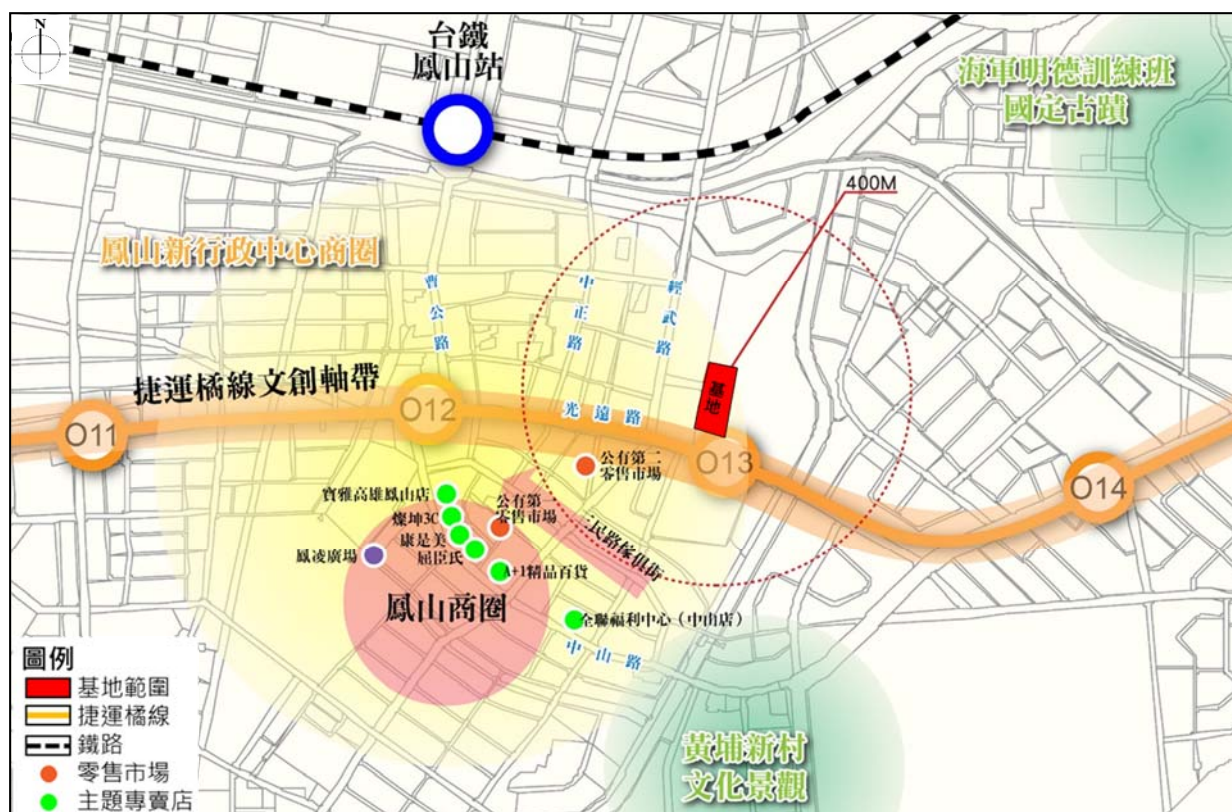 N
台鐵
鳳山站
海軍明德訓練班
國定古蹟
400M
鳳山新行政中心商圈
曹公路
中正路
經武路
捷運橘線文創軸帶
基地
O11
O12
光遠路
O13
O14
公有第二
零售市場
寶雅高雄鳳山店
公有第一
零售市場
燦坤3C
康是美
屈臣氏
鳳凌廣場
三民路傢俱街
A+1精品百貨
鳳山商圈
全聯福利中心（中山店）
中山路
黃埔新村
文化景觀
圖例
基地範圍
捷運橘線
鐵路
零售市場
主題專賣店